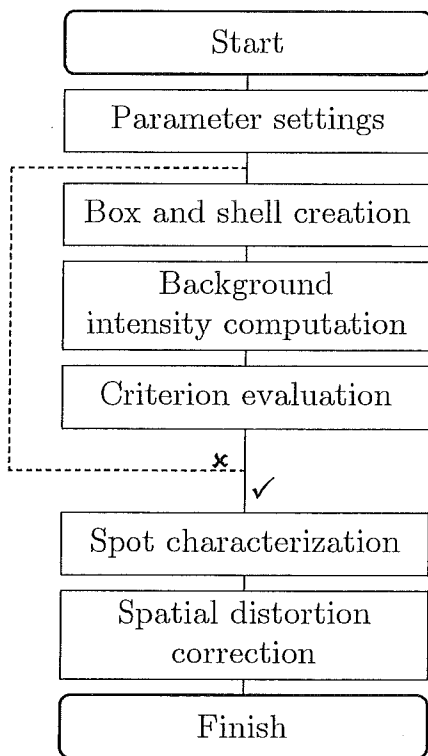 Start
Parameter settings
Box and shell creation
Background
intensity computation
Criterion evaluation
✗
✓
Spot characterization
Spatial distortion
correction
Finish